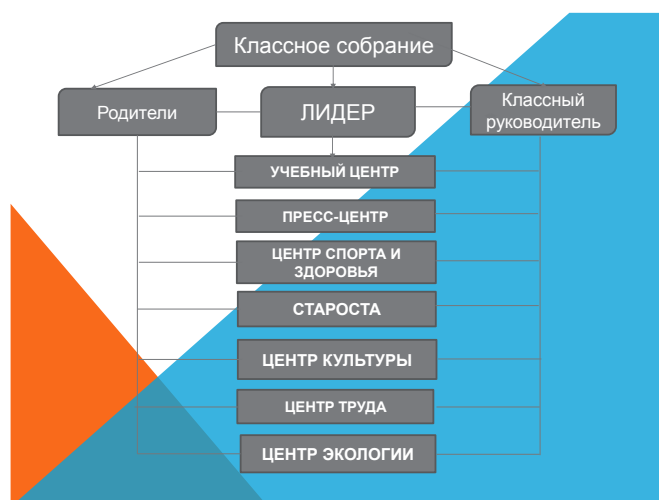 Классное собрание
Родители
ЛИДЕР
Классный
руководитель
УЧЕБНЫЙ ЦЕНТР
ПРЕСС-ЦЕНТР
ЦЕНТР СПОРТА И
ЗДОРОВЬЯ
СТАРОСТА
ЦЕНТР КУЛЬТУРЫ
ЦЕНТР ТРУДА
ЦЕНТР ЭКОЛОГИИ